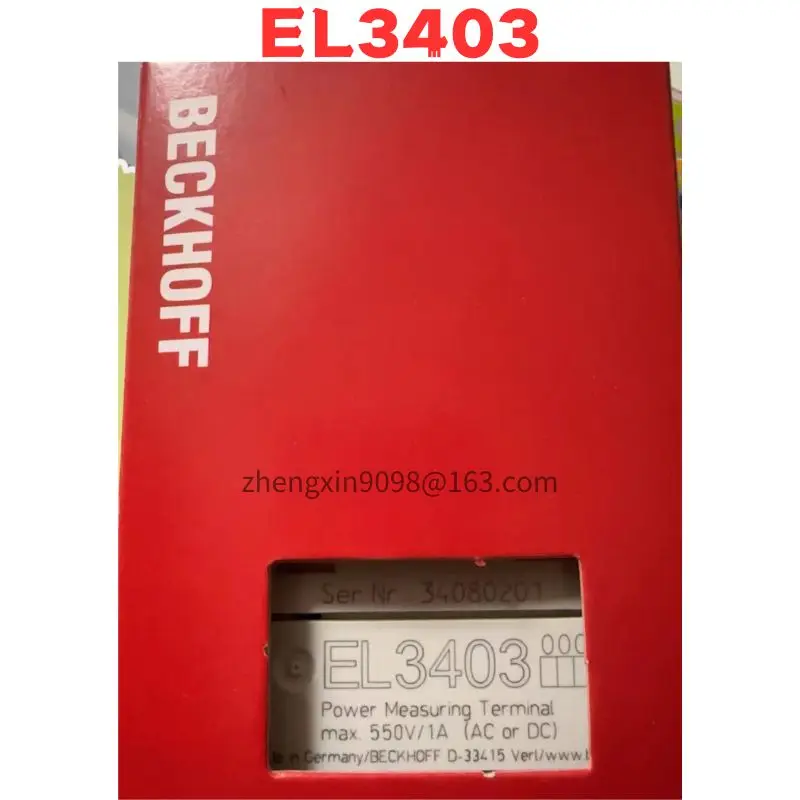 EL3403
BECKHOFF
zhengxin9098@163.com
Ser Nr 34080201
EL3403
Power Measuring Terminal
max. 550V/1A (AC or DC)
in Germany/BECKHOFF D-33415 Verl/www.